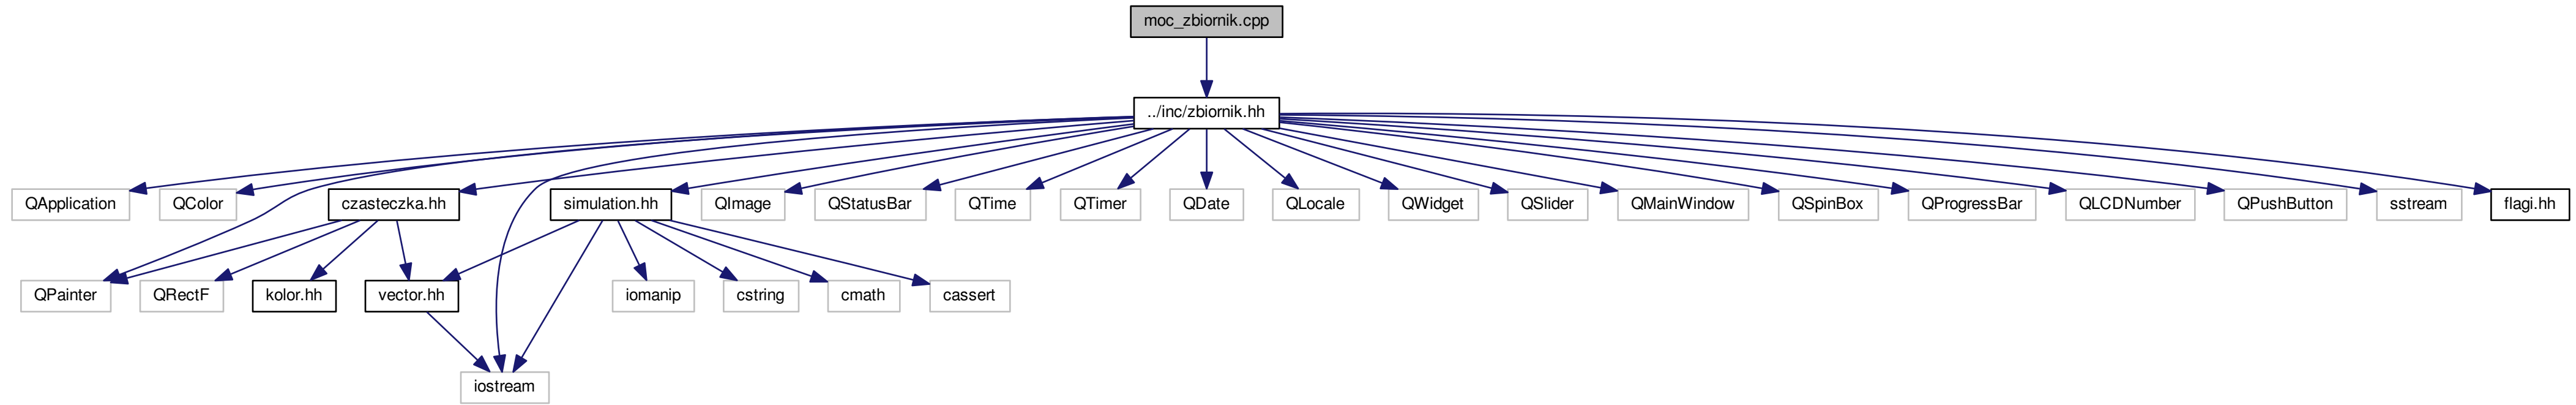 moc_zbiornik.cpp
../inc/zbiornik.hh
QApplication
QColor
czasteczka.hh
simulation.hh
QImage
QStatusBar
QTime
QTimer
QDate
QLocale
QWidget
QSlider
QMainWindow
QSpinBox
QProgressBar
QLCDNumber
QPushButton
sstream
flagi.hh
QPainter
QRectF
kolor.hh
vector.hh
iomanip
cstring
cmath
cassert
iostream